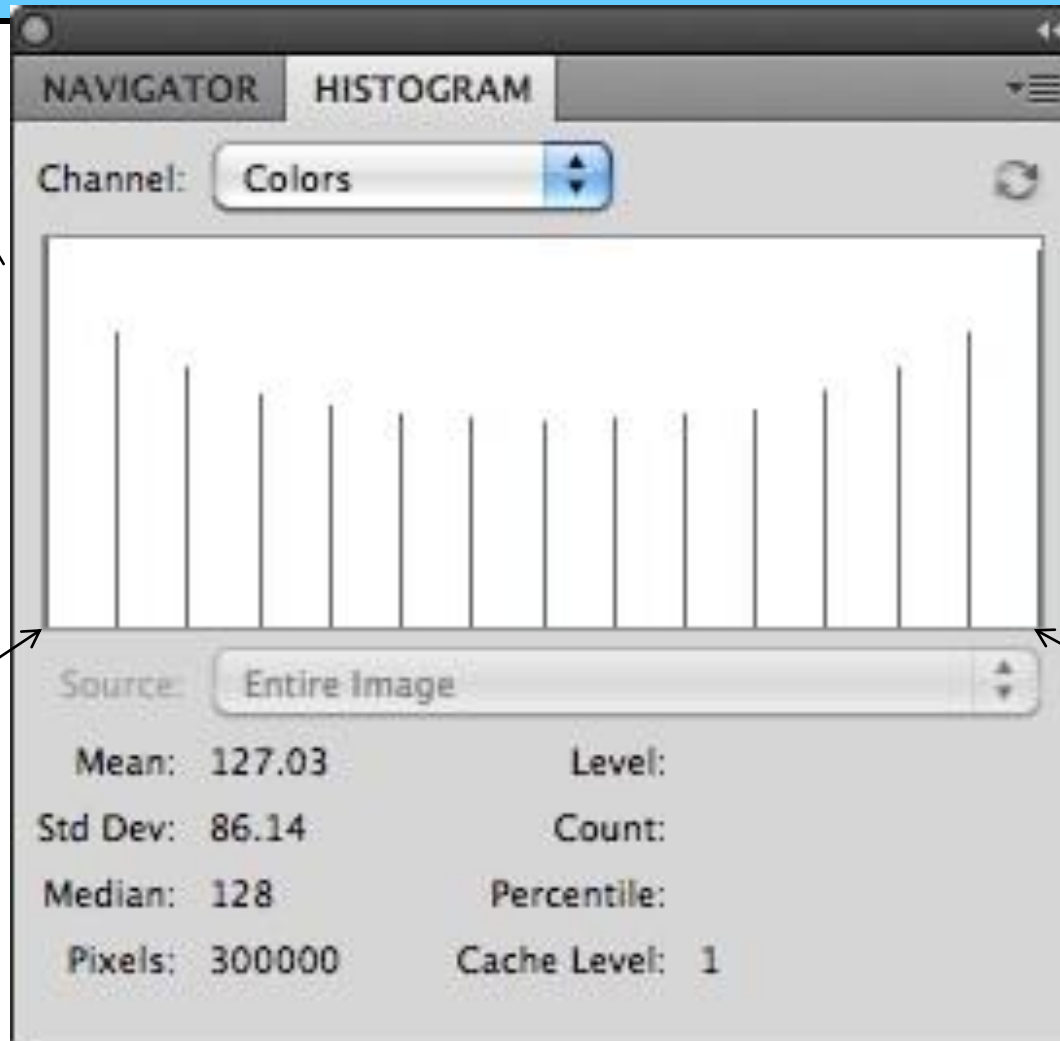 NAVIGATOR HISTOGRAM
Channel: Colors
Source: Entire Image
Mean: 127.03 Level:
Std Dev: 86.14 Count:
Median: 128 Percentile:
Pixels: 300000 Cache Level: 1